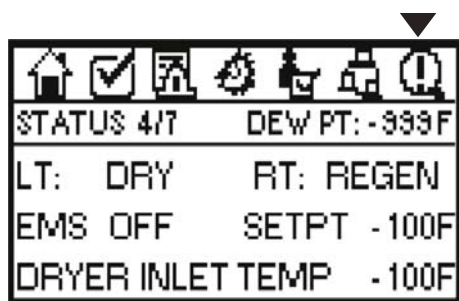 STATUS 4/7 DEW PT: -999F
LT: DRY RT: REGEN
EMS OFF SETPT -100F
DRYER INLET TEMP -100F